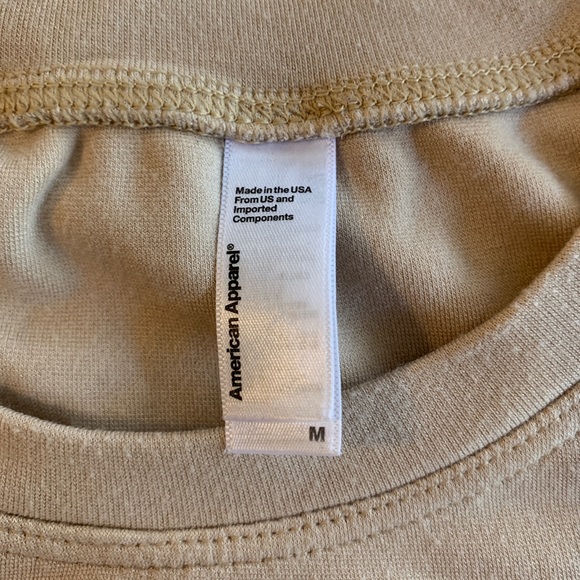 Made in the USA
From US and
Imported
Components
American Apparel®
M